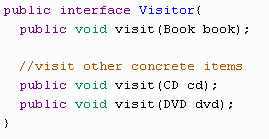 public interface Visitor{
public void visit(Book book);
//visit other concrete items
public void visit(CD cd);
public void visit(DVD dvd);
}